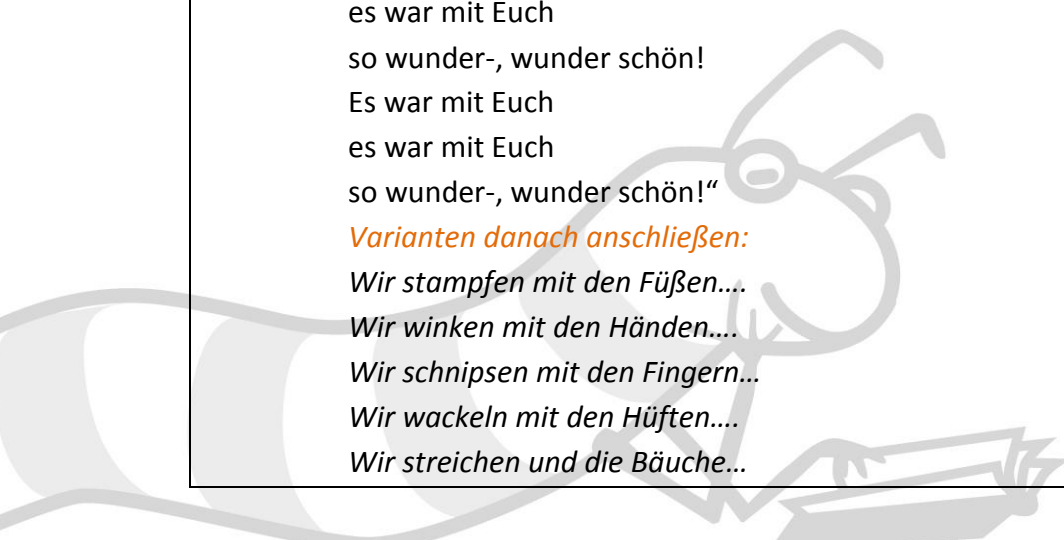 es war mit Euch
so wunder-, wunder schön!
Es war mit Euch
es war mit Euch
so wunder-, wunder schön!“
Varianten danach anschließen:
Wir stampfen mit den Füßen….
Wir winken mit den Händen….
Wir schnipsen mit den Fingern…
Wir wackeln mit den Hüften….
Wir streichen und die Bäuche…